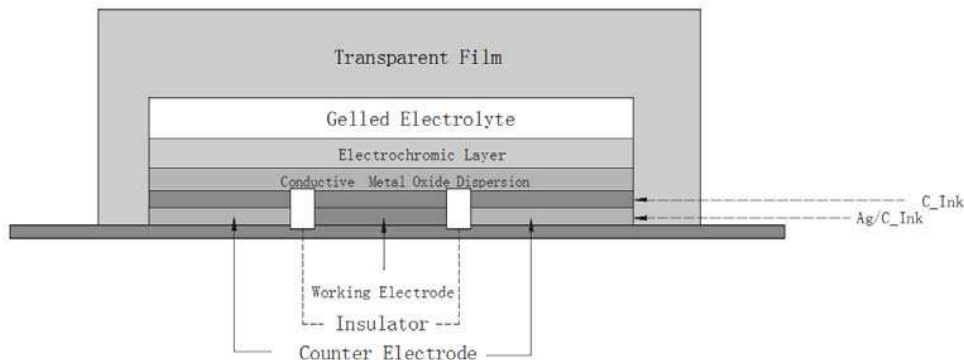 Transparent Film
Gelled Electrolyte
Electrochromic Layer
Conductive Metal Oxide Dispersion
C_Ink
Ag/C_Ink
Working Electrode
Insulator
Counter Electrode